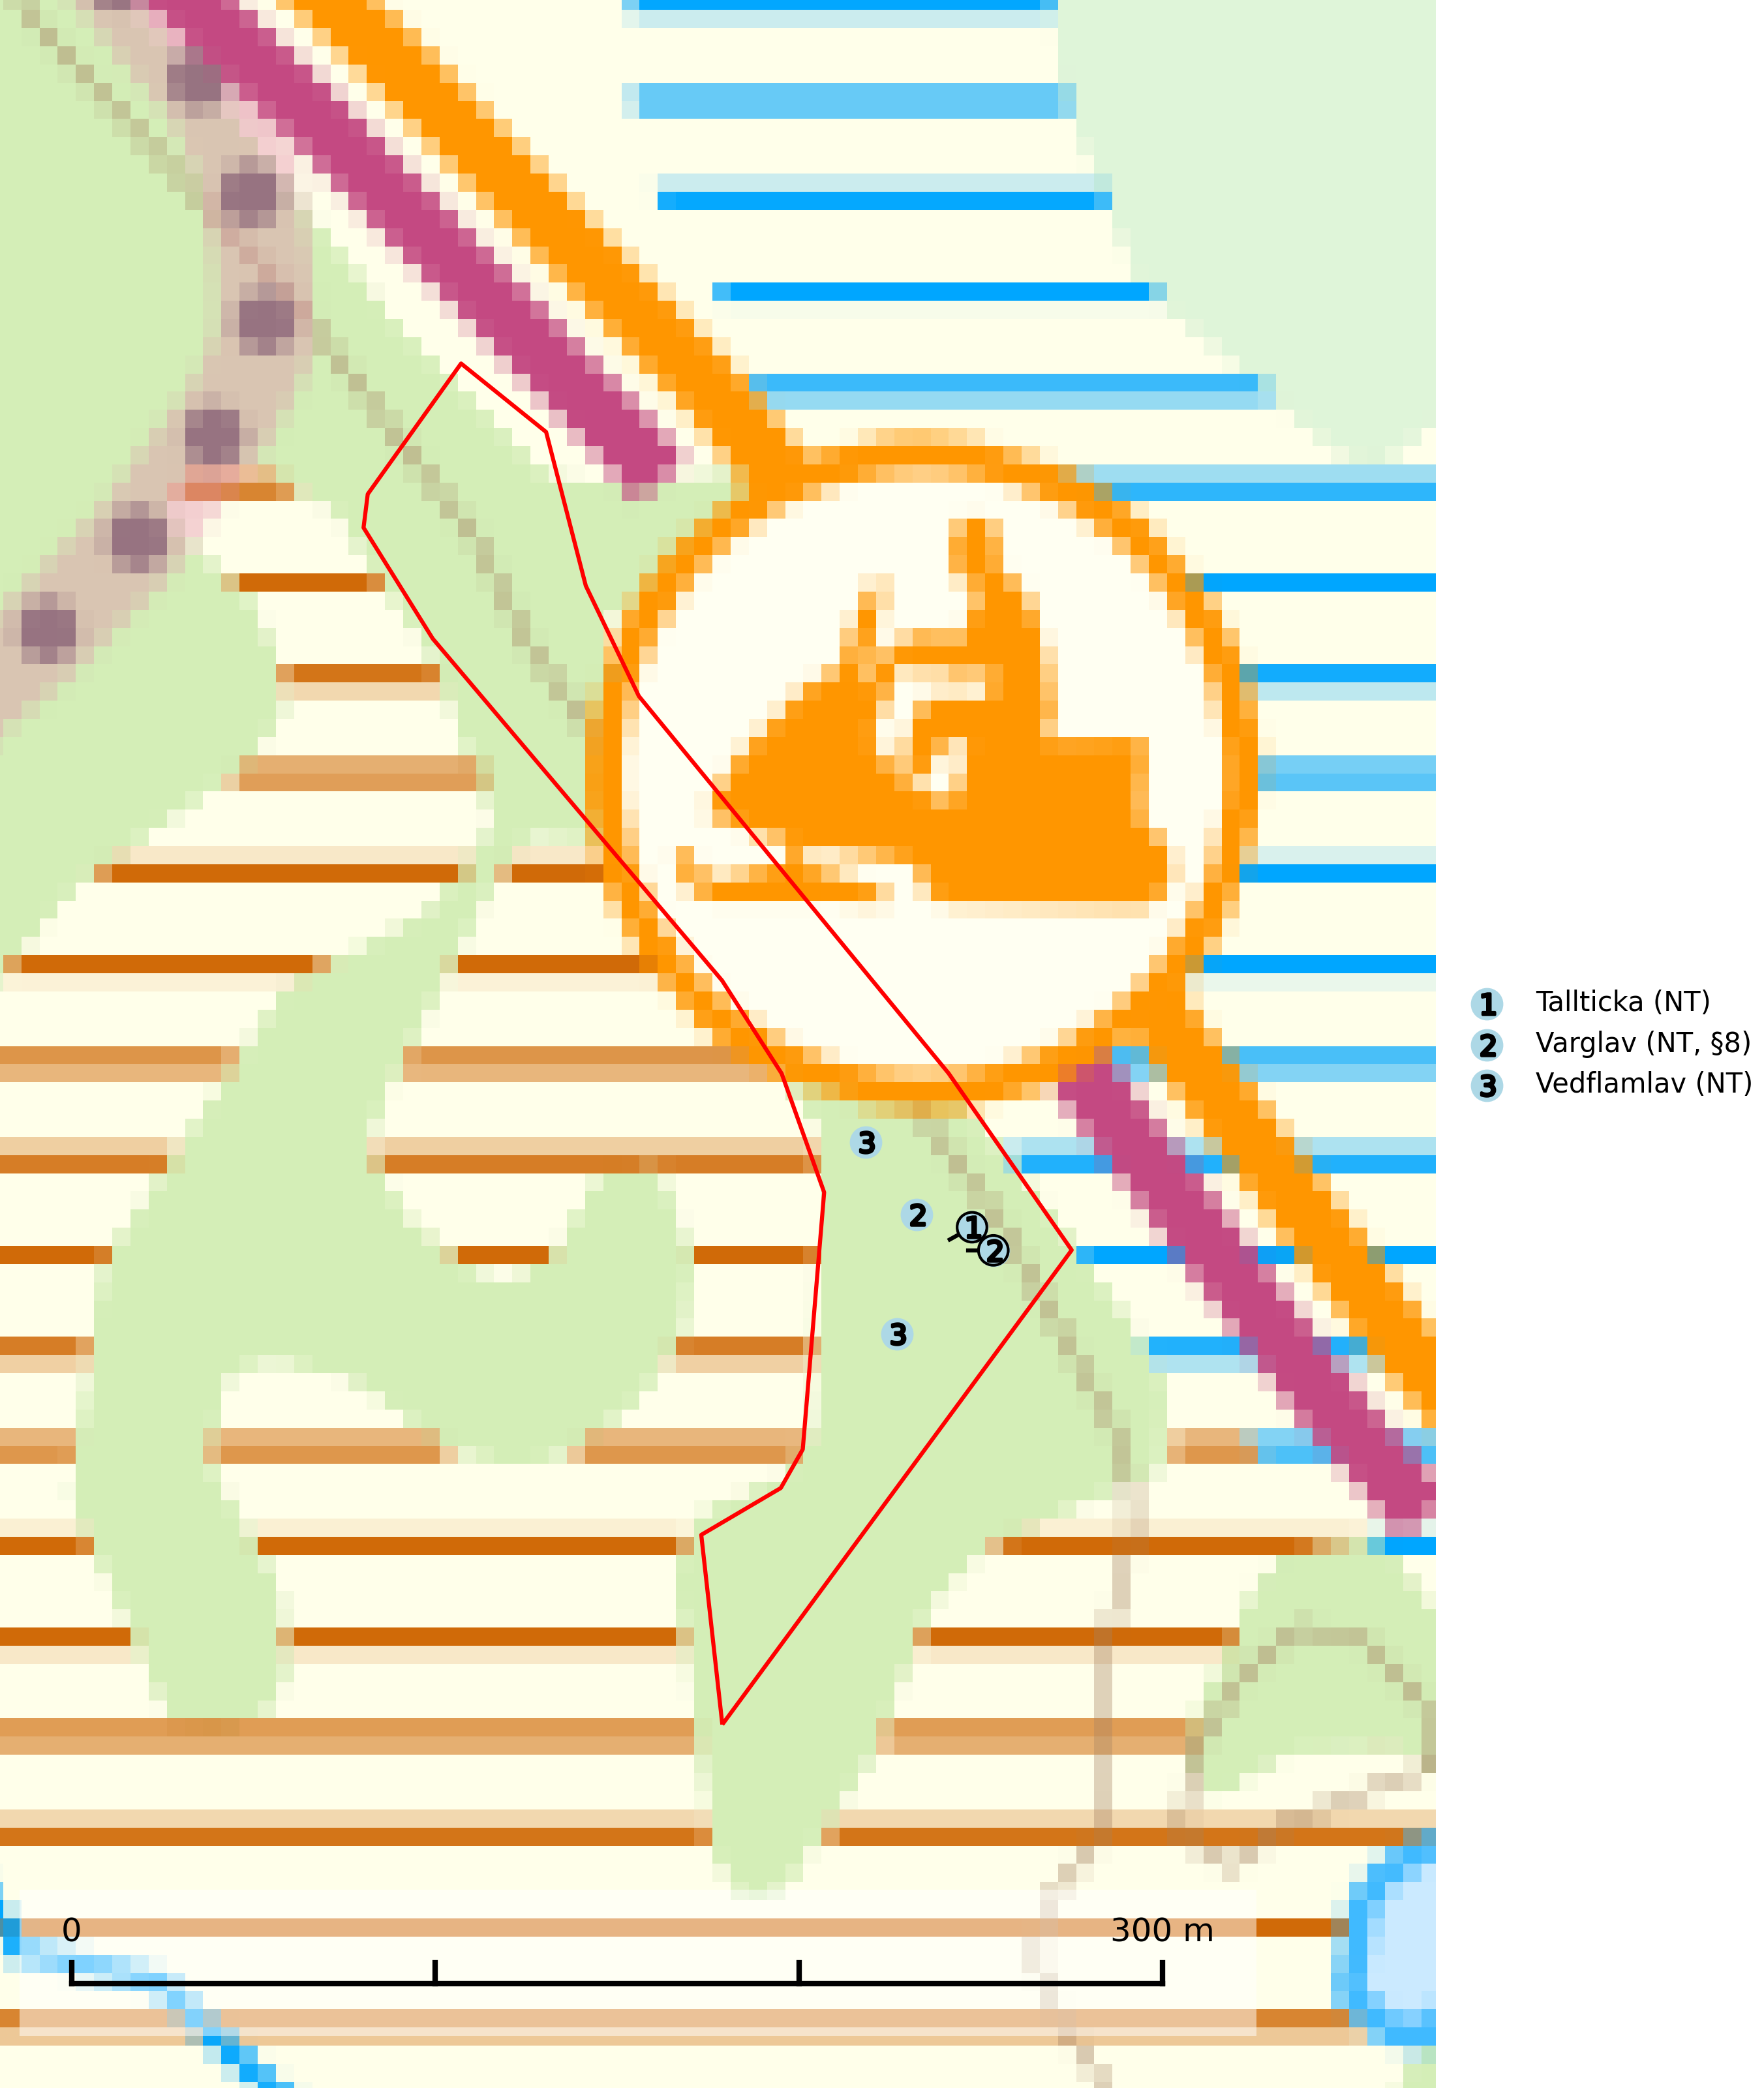 3
2
1
2
3
1 Tallticka (NT)
2 Varglav (NT, §8)
3 Vedflamlav (NT)
0 300 m